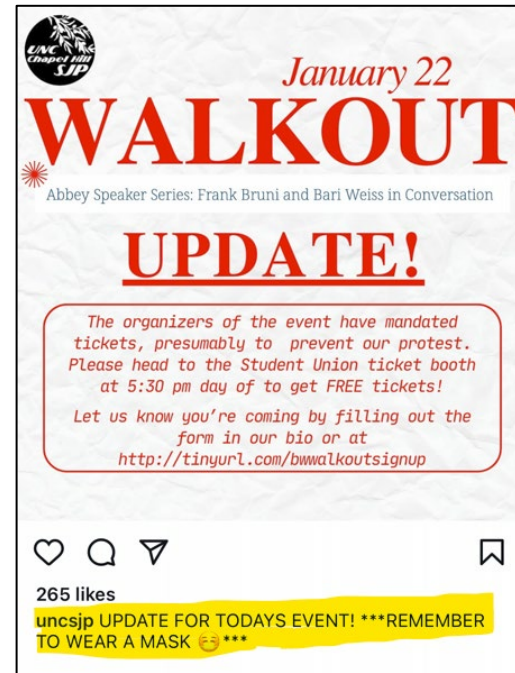 UNC
Chapel Hill
SJP
January 22
WALKOUT
Abbey Speaker Series: Frank Bruni and Bari Weiss in Conversation
UPDATE!
The organizers of the event have mandated
tickets, presumably to prevent our protest.
Please head to the Student Union ticket booth
at 5:30 pm day of to get FREE tickets!
Let us know you're coming by filling out the
form in our bio or at
http://tinyurl.com/bwwalkoutsignup
265 likes
uncsjp UPDATE FOR TODAYS EVENT! ***REMEMBER
TO WEAR A MASK 😷***